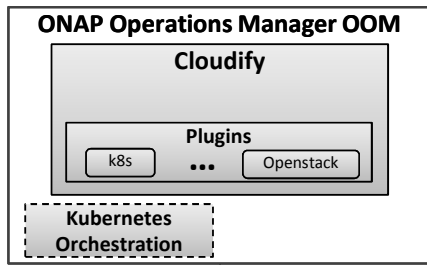 ONAP Operations Manager OOM
Cloudify
Plugins
k8s ... Openstack
Kubernetes
Orchestration